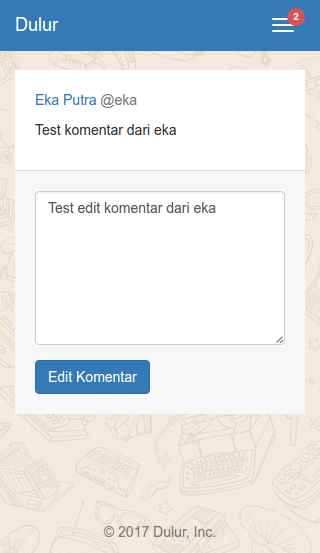 Dulur
2
Eka Putra @eka
Test komentar dari eka
Test edit komentar dari eka
Edit Komentar
© 2017 Dulur, Inc.